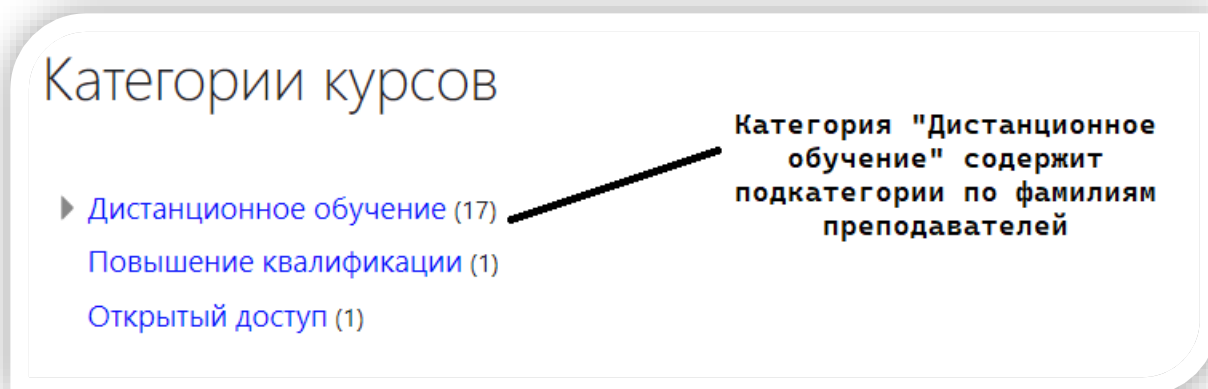 Категории курсов
Категория "Дистанционное
обучение" содержит
подкатегории по фамилиям
преподавателей
Дистанционное обучение (17)
Повышение квалификации (1)
Открытый доступ (1)